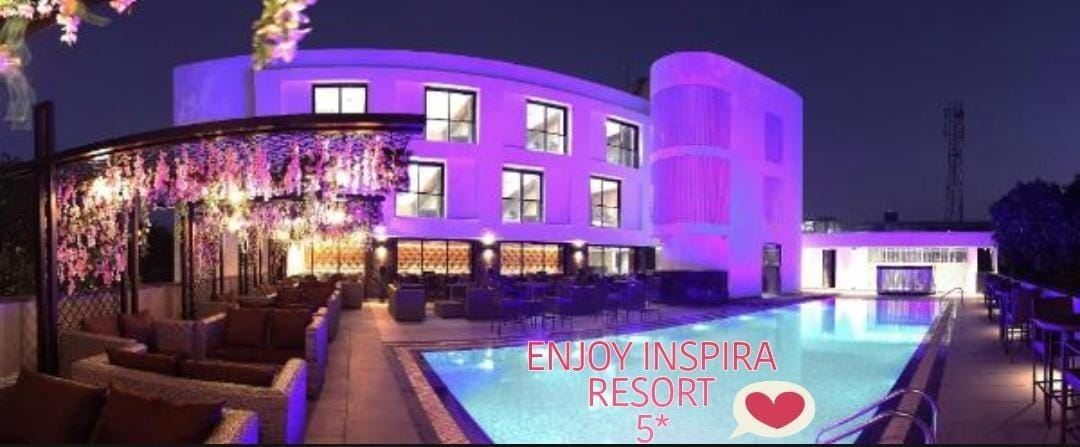 ENJOY INSPIRA
RESORT
5*